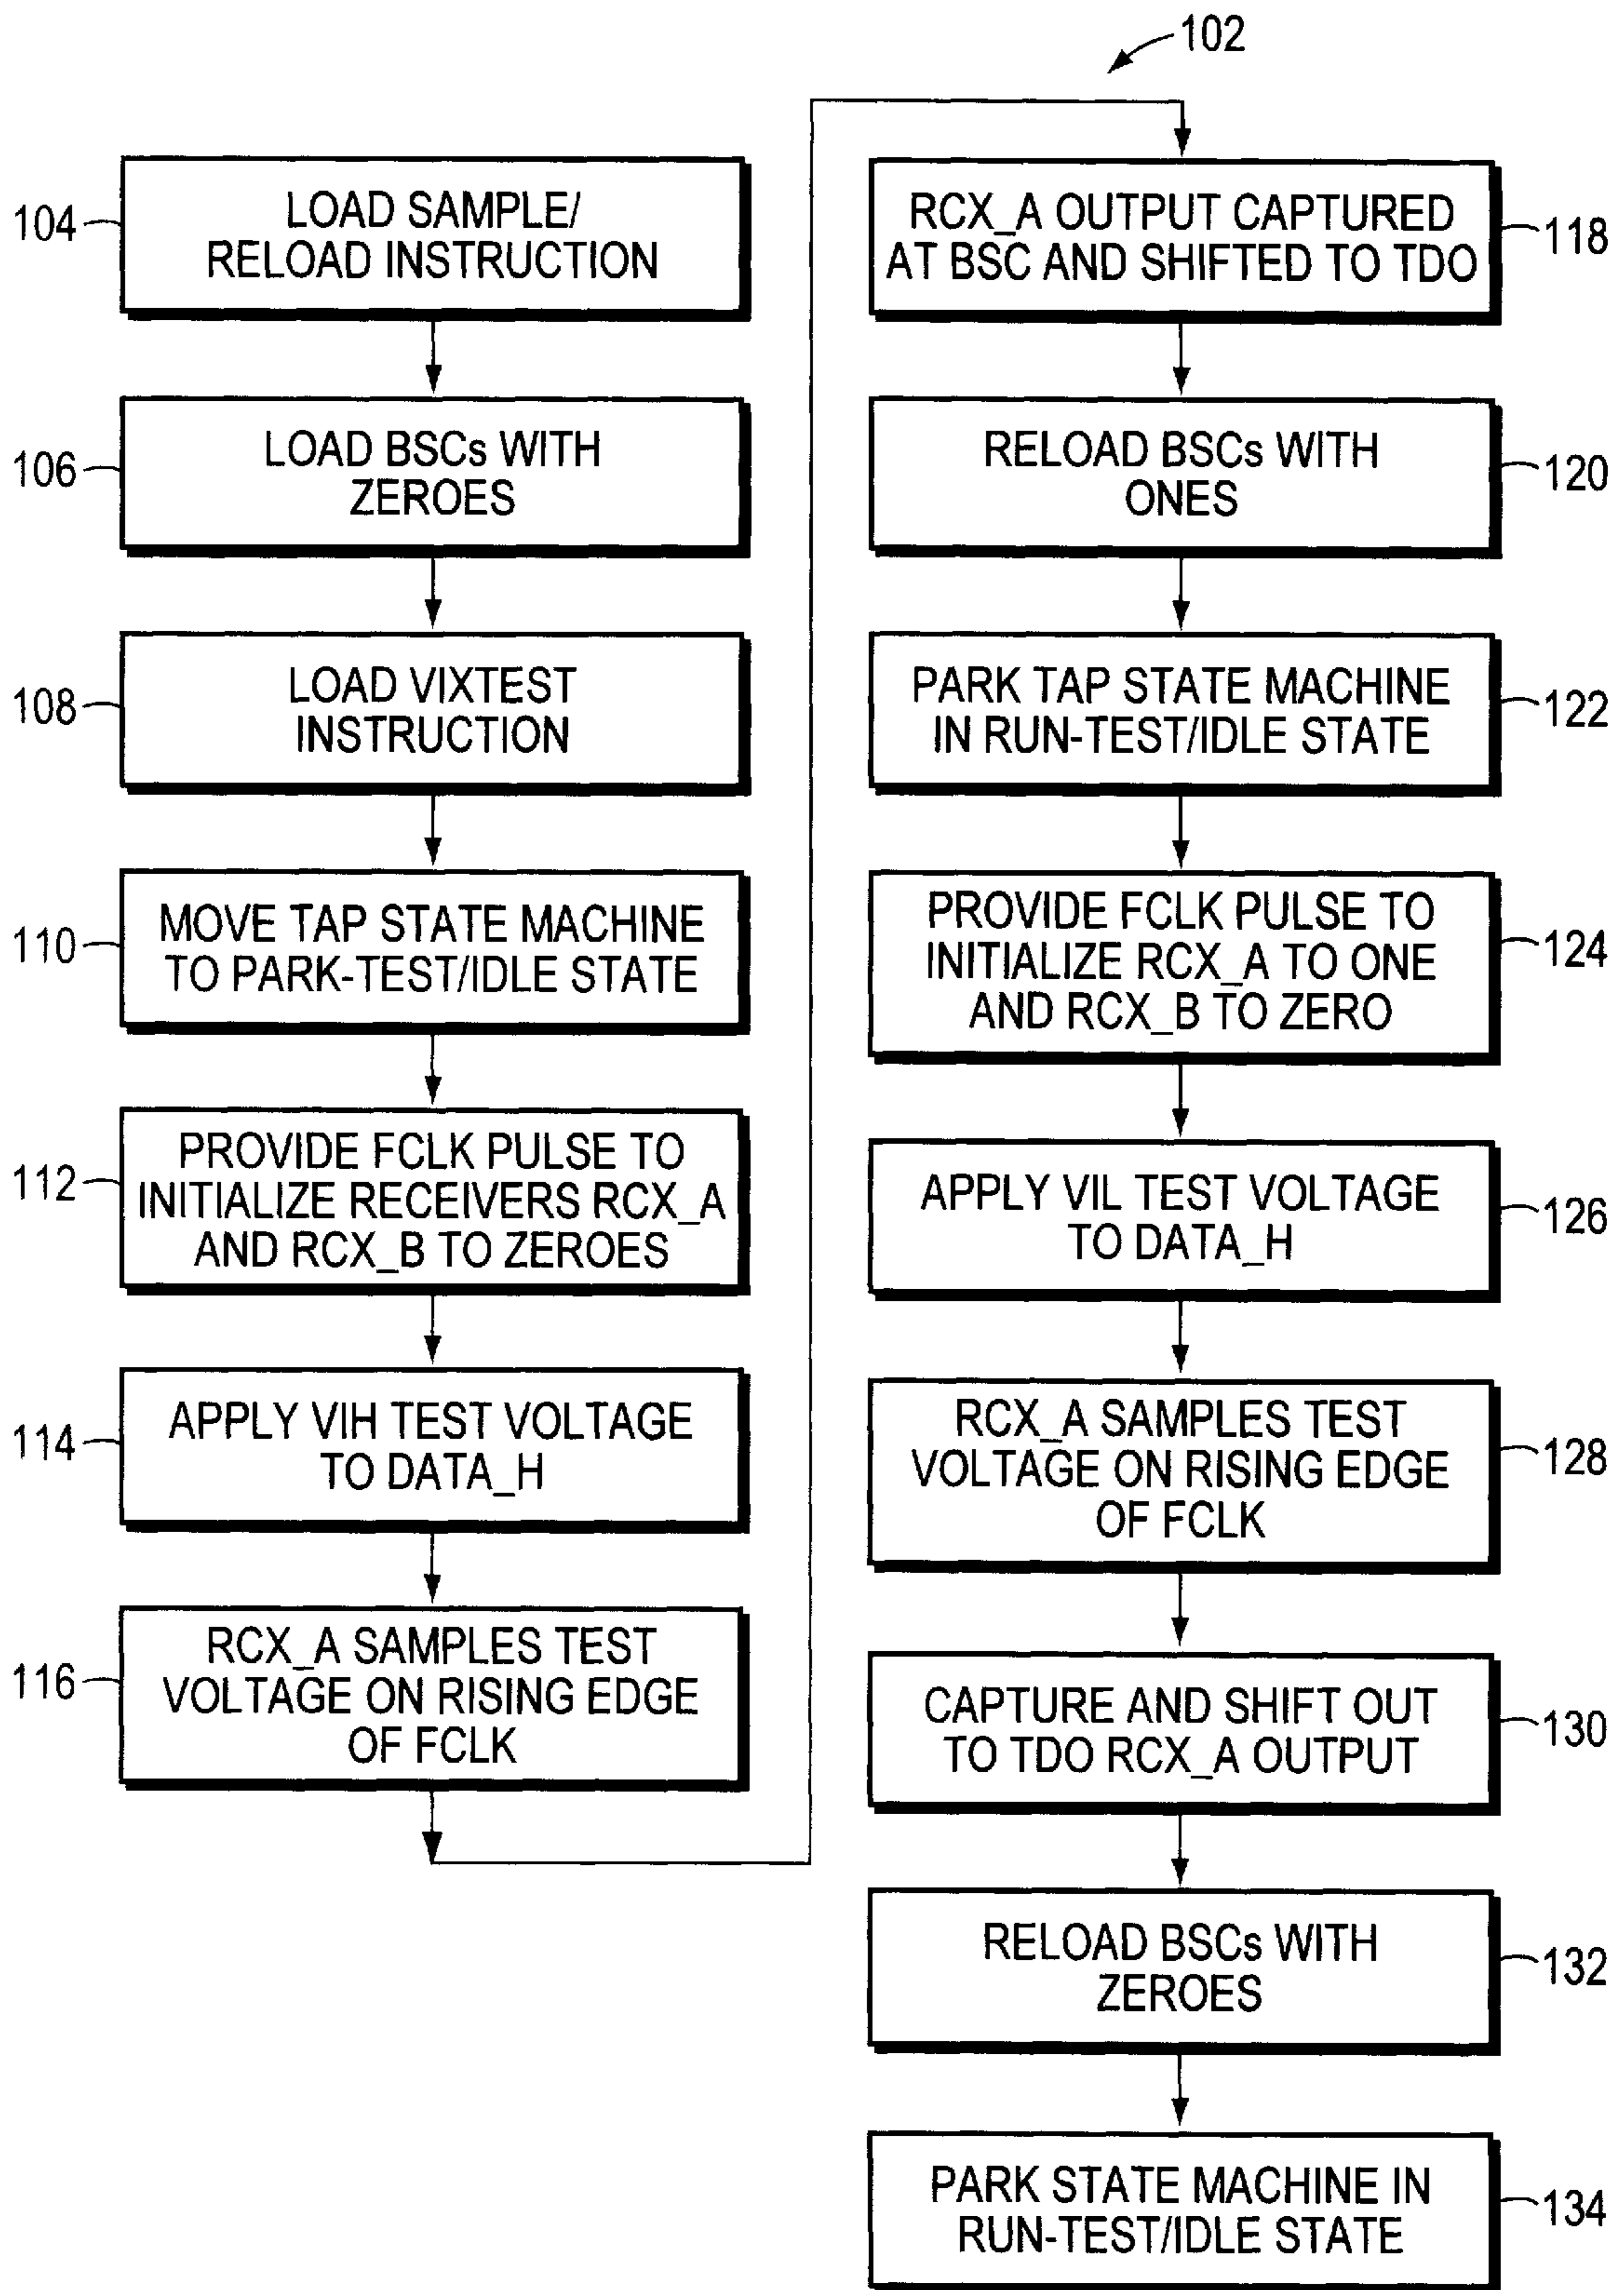 102
104
LOAD SAMPLE/
RELOAD INSTRUCTION
106
LOAD BSCs WITH
ZEROES
108
LOAD VIXTEST
INSTRUCTION
110
MOVE TAP STATE MACHINE
TO PARK-TEST/IDLE STATE
112
PROVIDE FCLK PULSE TO
INITIALIZE RECEIVERS RCX_A
AND RCX_B TO ZEROES
114
APPLY VIH TEST VOLTAGE
TO DATA_H
116
RCX_A SAMPLES TEST
VOLTAGE ON RISING EDGE
OF FCLK
RCX_A OUTPUT CAPTURED
AT BSC AND SHIFTED TO TDO
118
RELOAD BSCs WITH
ONES
120
PARK TAP STATE MACHINE
IN RUN-TEST/IDLE STATE
122
PROVIDE FCLK PULSE TO
INITIALIZE RCX_A TO ONE
AND RCX_B TO ZERO
124
APPLY VIL TEST VOLTAGE
TO DATA_H
126
RCX_A SAMPLES TEST
VOLTAGE ON RISING EDGE
OF FCLK
128
CAPTURE AND SHIFT OUT
TO TDO RCX_A OUTPUT
130
RELOAD BSCs WITH
ZEROES
132
PARK STATE MACHINE IN
RUN-TEST/IDLE STATE
134